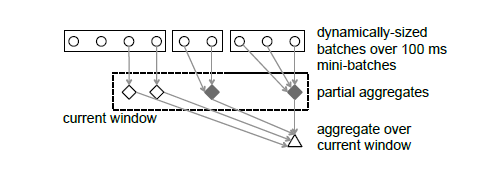 dynamically-sized
batches over 100 ms
mini-batches
partial aggregates
current window
aggregate over
current window